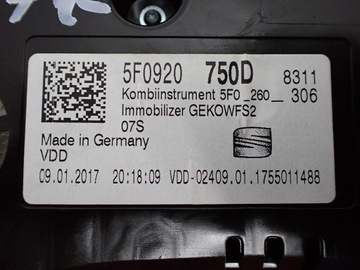 5F0920 750D 8311
Kombiinstrument 5F0 _260__ 306
Immobilizer GEKOWFS2
07S
Made in Germany
VDD
09.01.2017 20:18:09 VDD-02409.01.1755011488